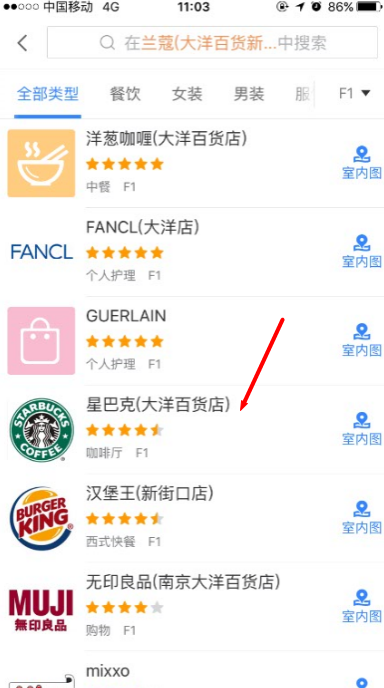 中国移动 4G 11:03 86%
在兰蔻(大洋百货新...中搜索
全部类型 餐饮 女装 男装 服 F1
洋葱咖喱(大洋百货店)
室内图
中餐 F1
FANCL
FANCL(大洋店)
室内图
个人护理 F1
GUERLAIN
室内图
个人护理 F1
STARBUCKS
COFFEE
星巴克(大洋百货店)
室内图
咖啡厅 F1
BURGER
KING
汉堡王(新街口店)
室内图
西式快餐 F1
MUJI
無印良品
无印良品(南京大洋百货店)
室内图
购物 F1
mixxo